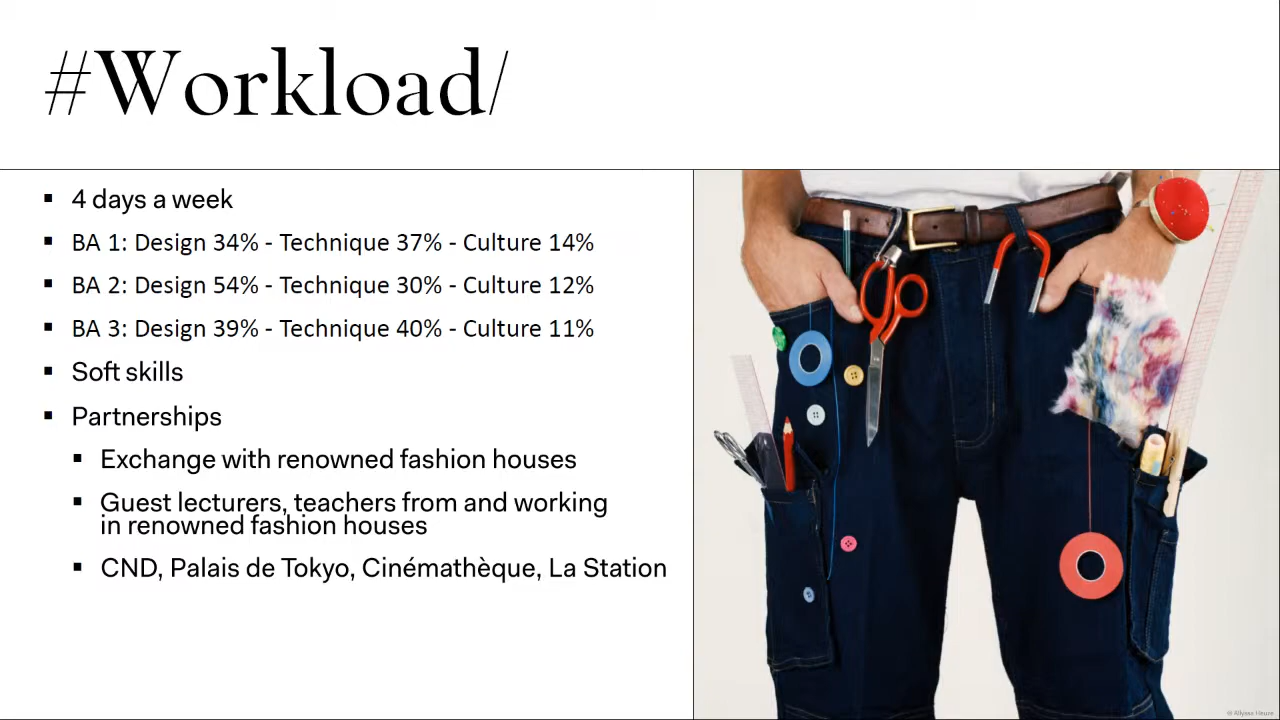 #Workload/
▪ 4 days a week
▪ BA 1: Design 34% - Technique 37% - Culture 14%
▪ BA 2: Design 54% - Technique 30% - Culture 12%
▪ BA 3: Design 39% - Technique 40% - Culture 11%
▪ Soft skills
▪ Partnerships
▪ Exchange with renowned fashion houses
▪ Guest lecturers, teachers from and working
in renowned fashion houses
▪ CND, Palais de Tokyo, Cinémathèque, La Station